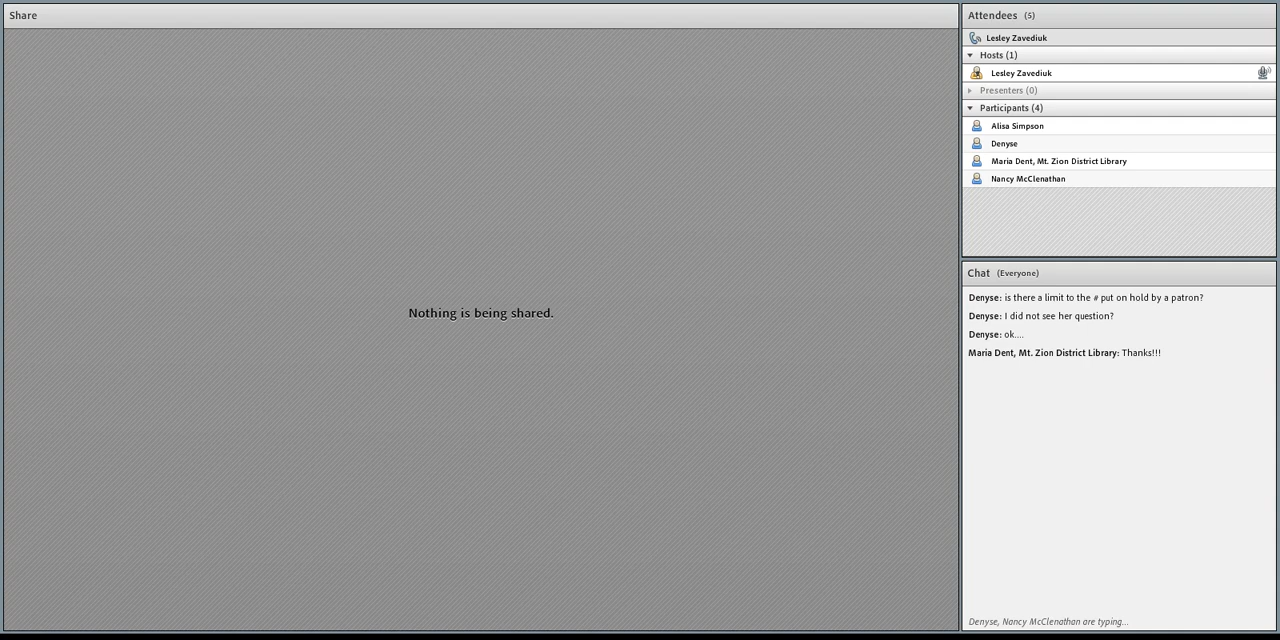 Share
Nothing is being shared.
Attendees (5)
Lesley Zavediuk
Hosts (1)
Lesley Zavediuk
Presenters (0)
Participants (4)
Alisa Simpson
Denyse
Maria Dent, Mt. Zion District Library
Nancy McClenathan
Chat (Everyone)
Denyse: is there a limit to the # put on hold by a patron?
Denyse: I did not see her question?
Denyse: ok....
Maria Dent, Mt. Zion District Library: Thanks!!!
Denyse, Nancy McClenathan are typing...